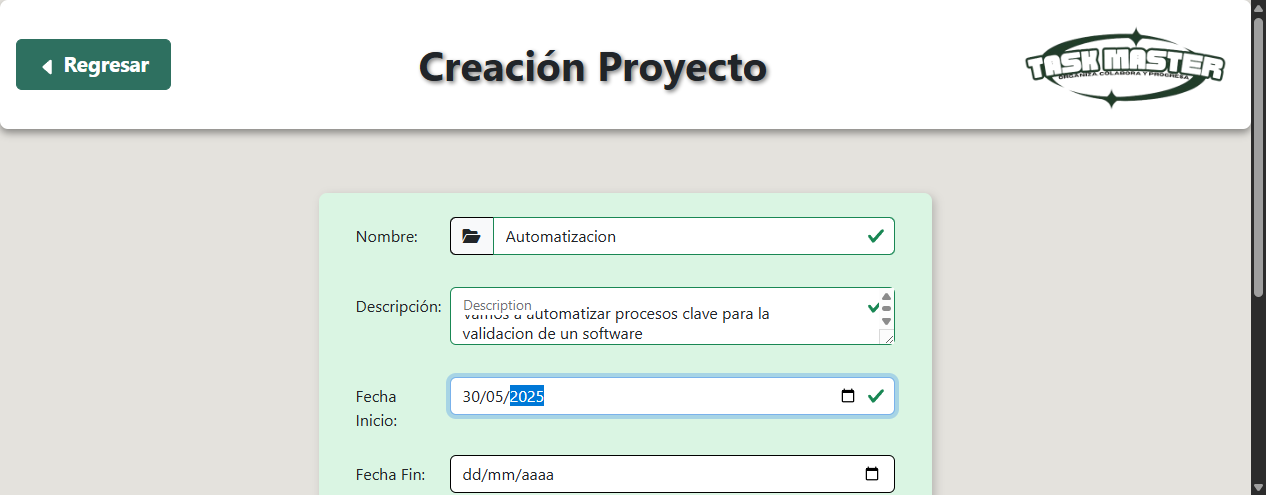 Regresar
Creación Proyecto
TASK MASTER
ORGANIZA COLABORA Y PROGRESA
Nombre:
Automatizacion
Descripción:
Description
Vamos a automatizar procesos clave para la
validacion de un software
Fecha
Inicio:
30/05/2025
Fecha Fin:
dd/mm/aaaa